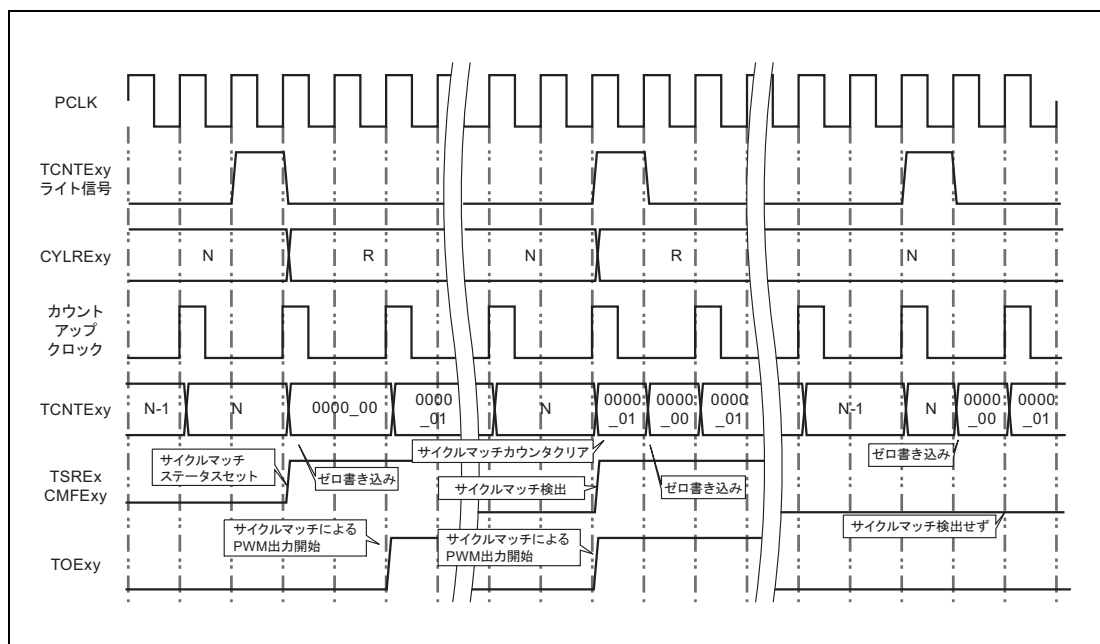 PCLK
TCNTExy
ライト信号
CYLRExy
N
R
N
R
N
カウント
アップ
クロック
TCNTExy
N-1
N
0000_00
0000
_01
N
0000
_01
0000
_00
0000
_01
N-1
N
0000
_00
0000
_01
サイクルマッチカウンタクリア
ゼロ書き込み
TSREx
CMFExy
サイクルマッチ
ステータスセット
ゼロ書き込み
サイクルマッチ検出
ゼロ書き込み
サイクルマッチ検出せず
TOExy
サイクルマッチによる
PWM出力開始
サイクルマッチによる
PWM出力開始